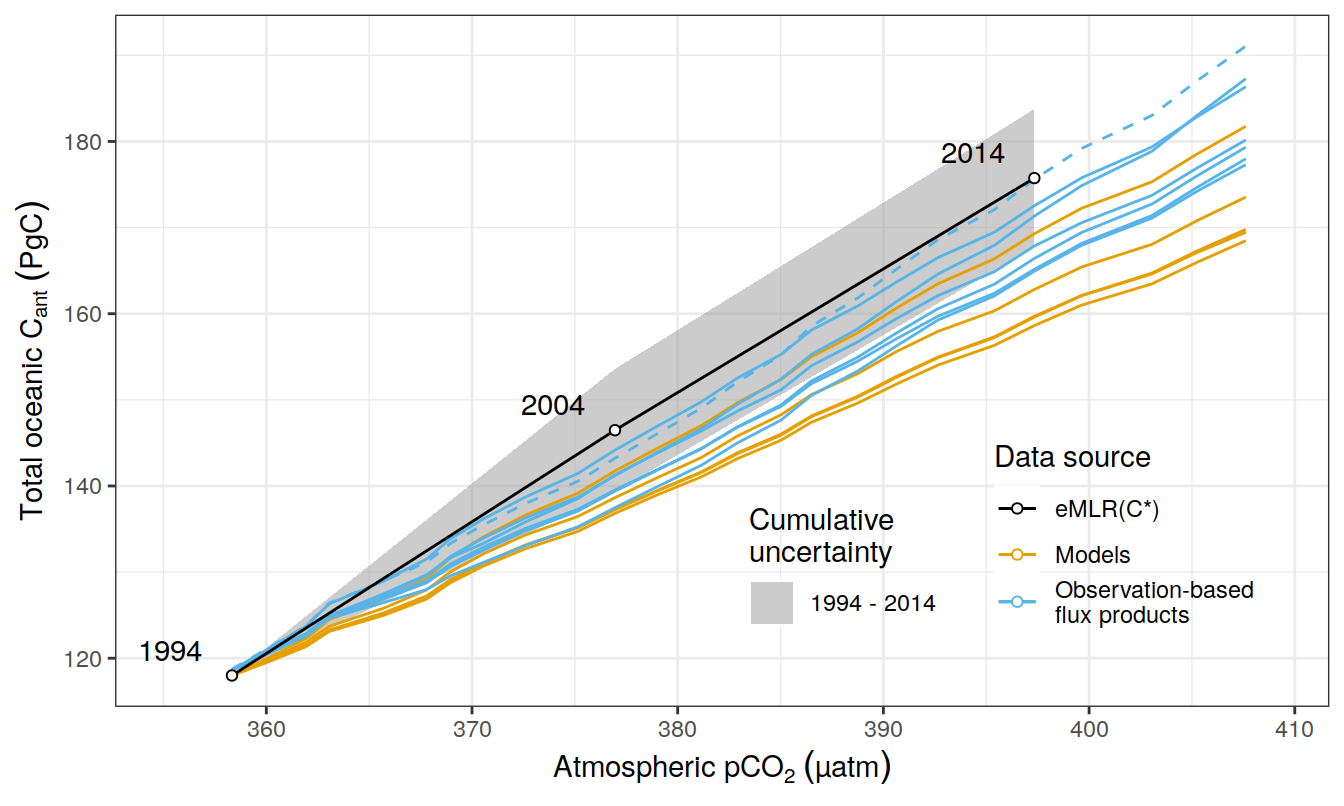 Total oceanic Cant (PgC)
180
160
140
120
2014
2004
1994
Data source
eMLR(C*)
Models
Observation-based
flux products
Cumulative
uncertainty
1994 - 2014
360
370
380
390
400
410
Atmospheric pCO₂ (µatm)